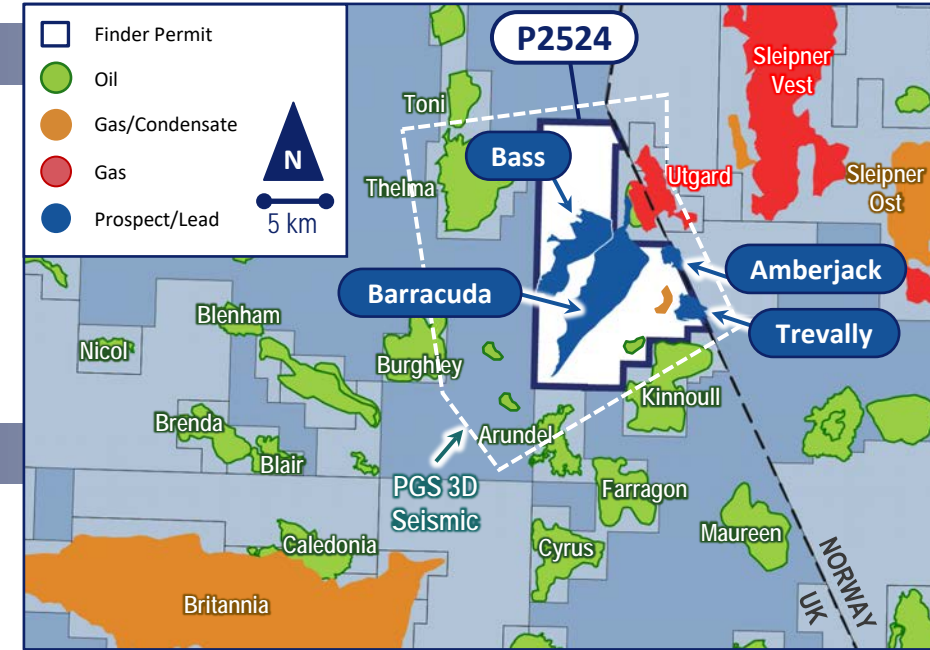 Finder Permit
Oil
Gas/Condensate
Gas
Prospect/Lead
N
5 km
P2524
Toni
Thelma
Bass
Utgard
Sleipner
Vest
Sleipner
Ost
Barracuda
Amberjack
Trevally
Blenham
Nicol
Burghley
Kinnoull
Brenda
Blair
Arundel
PGS 3D
Seismic
Farragon
Maureen
Caledonia
Cyrus
Britannia
NORWAY
UK